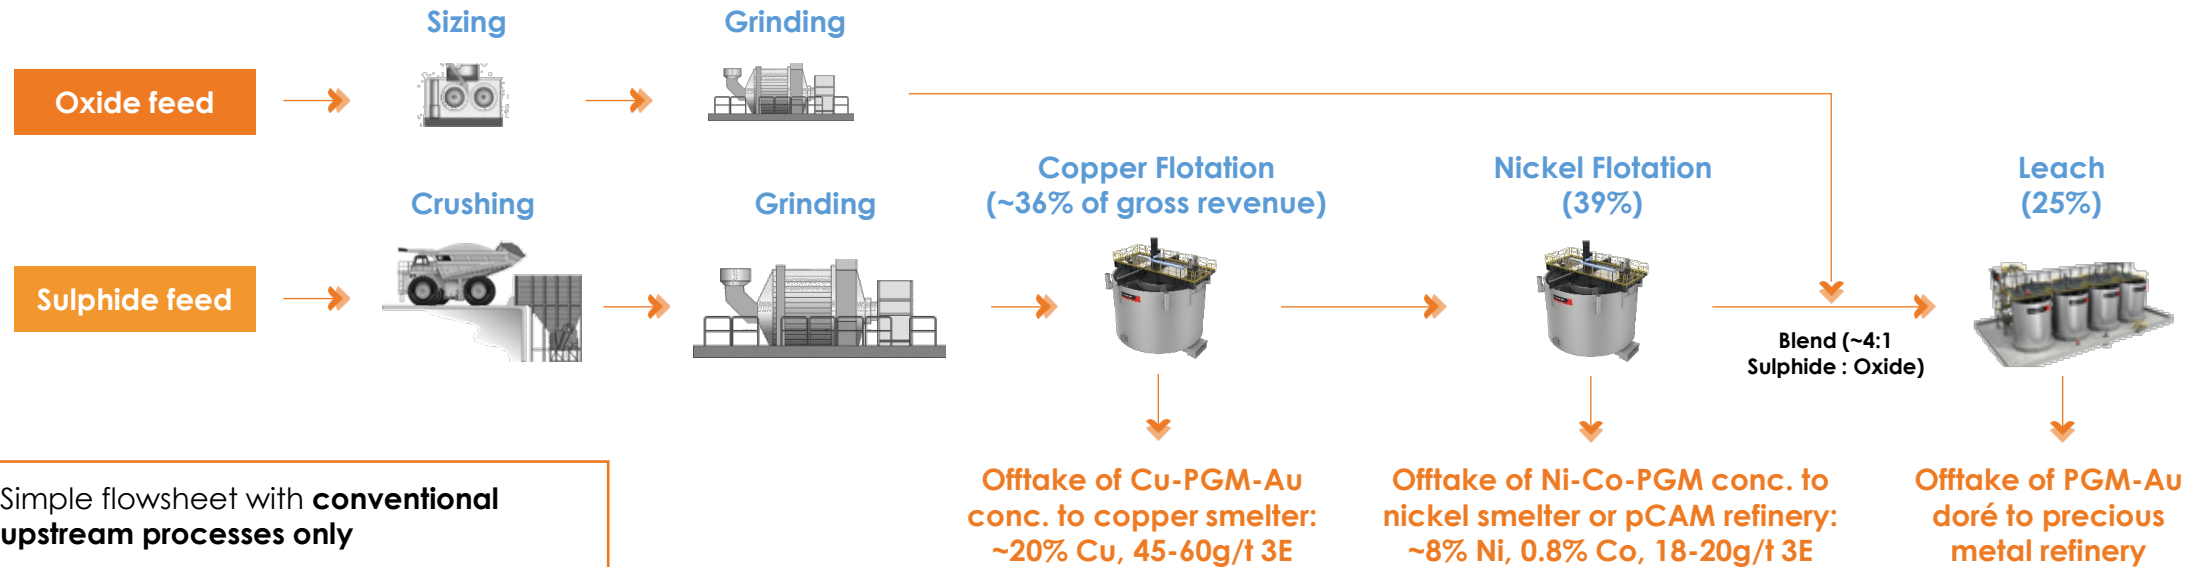 Sizing
Grinding
Oxide feed
Copper Flotation
(~36% of gross revenue)
Nickel Flotation
(39%)
Leach
(25%)
Crushing
Grinding
Sulphide feed
Blend (~4:1
Sulphide : Oxide)
Offtake of Cu-PGM-Au
conc. to copper smelter:
~20% Cu, 45-60g/t 3E
Offtake of Ni-Co-PGM conc. to
nickel smelter or pCAM refinery:
~8% Ni, 0.8% Co, 18-20g/t 3E
Offtake of PGM-Au
doré to precious
metal refinery
Simple flowsheet with conventional
upstream processes only